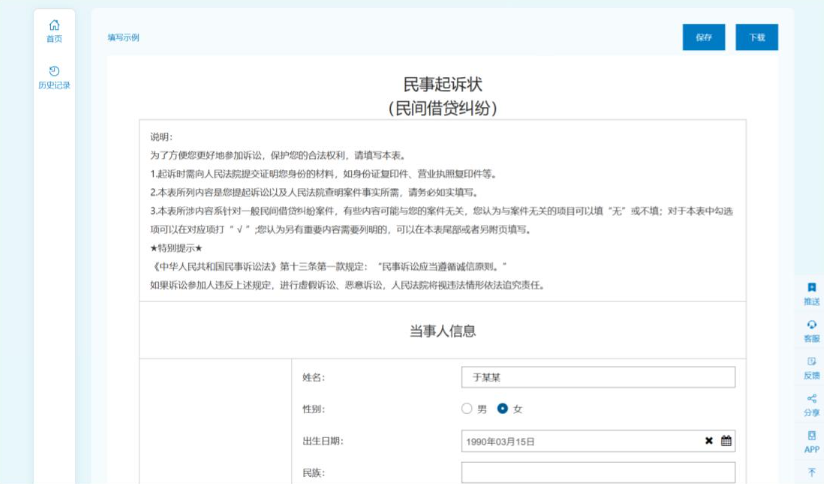 首页
历史记录
填写示例
保存
下载
民事起诉状
（民间借贷纠纷）
说明：
为了方便您更好地参加诉讼，保护您的合法权利，请填写本表。
1.起诉时需向人民法院提交证明您身份的材料，如身份证复印件、营业执照复印件等。
2.本表所列内容是您提起诉讼以及人民法院查明案件事实所需，请务必如实填写。
3.本表所涉内容系针对一般民间借贷纠纷案件，有些内容可能与您的案件无关，您认为与案件无关的项目可以填“无”或不填；对于本表中勾选
项可以在对应项打“√”;您认为另有重要内容需要列明的，可以在本表尾部或者另附页填写。
★特别提示★
《中华人民共和国民事诉讼法》第十三条第一款规定：“民事诉讼应当遵循诚信原则。”
如果诉讼参加人违反上述规定，进行虚假诉讼、恶意诉讼，人民法院将视违法情形依法追究责任。
当事人信息
姓名：
于某某
性别：
男 女
出生日期：
1990年03月15日
民族：
推送
客服
反馈
分享
APP